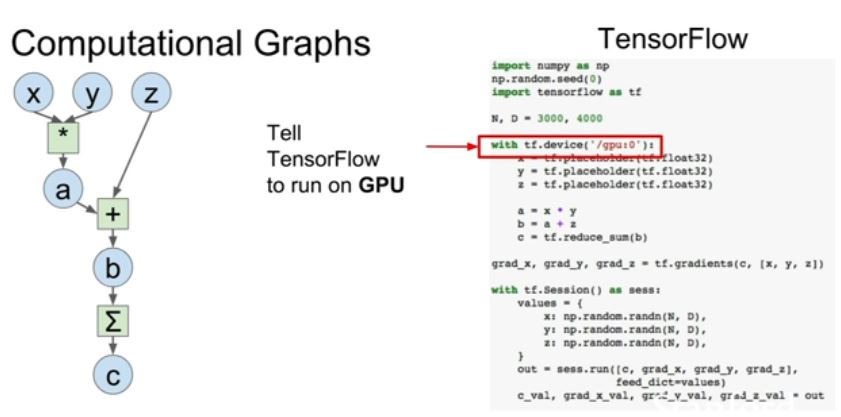 Computational Graphs
TensorFlow
x y z
*
a
+
b
Σ
c
Tell
TensorFlow
to run on GPU
import numpy as np
np.random.seed(0)
import tensorflow as tf
N, D = 3000, 4000
with tf.device('/gpu:0'):
x = tf.placeholder(tf.float32)
y = tf.placeholder(tf.float32)
z = tf.placeholder(tf.float32)
a = x * y
b = a + z
c = tf.reduce_sum(b)
grad_x, grad_y, grad_z = tf.gradients(c, [x, y, z])
with tf.Session() as sess:
values = {
x: np.random.randn(N, D),
y: np.random.randn(N, D),
z: np.random.randn(N, D),
}
out = sess.run([c, grad_x, grad_y, grad_z],
feed_dict=values)
c_val, grad_x_val, grad_y_val, grad_z_val = out